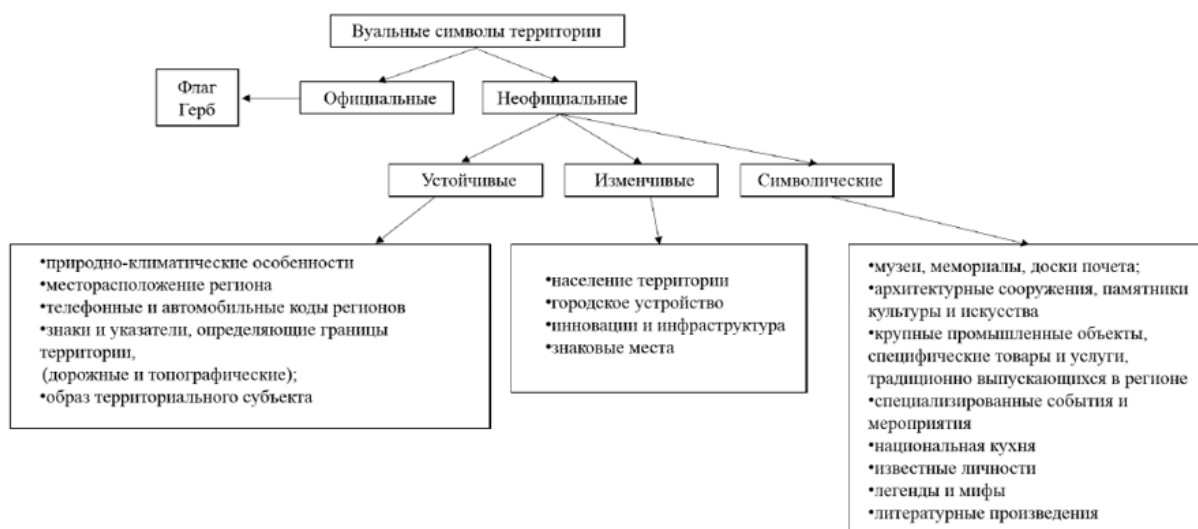 Вуальные символы территории
Флаг
Герб
Официальные
Неофициальные
Устойчивые
Изменчивые
Символические
•природно-климатические особенности
•месторасположение региона
•телефонные и автомобильные коды регионов
•знаки и указатели, определяющие границы
территории,
(дорожные и топографические);
•образ территориального субъекта
•население территории
•городское устройство
•инновации и инфраструктура
•знаковые места
•музеи, мемориалы, доски почета;
•архитектурные сооружения, памятники
культуры и искусства
•крупные промышленные объекты,
специфические товары и услуги,
традиционно выпускающихся в регионе
•специализированные события и
мероприятия
•национальная кухня
•известные личности
•легенды и мифы
•литературные произведения